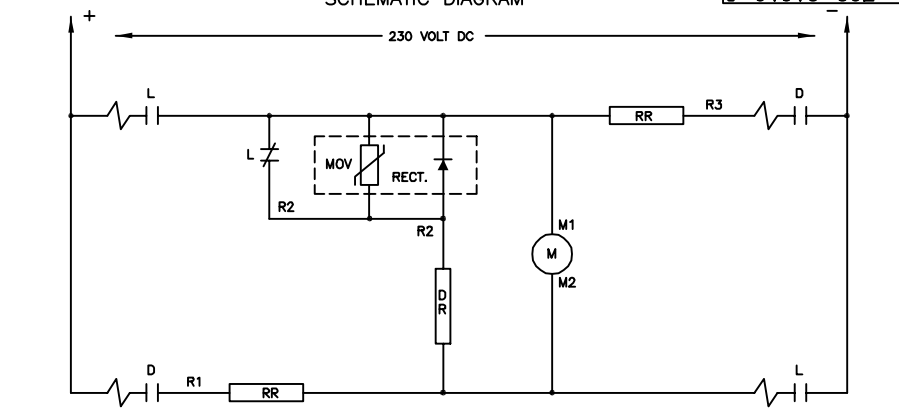 SCHEMATIC DIAGRAM
+
−
230 VOLT DC
L
RR
R3
D
L
MOV
RECT.
R2
R2
M1
M
M2
DR
D
R1
RR
L